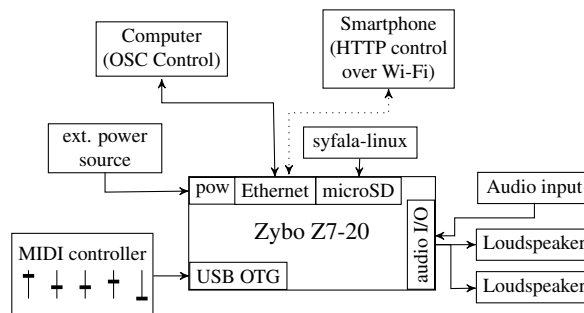 Computer
(OSC Control)
Smartphone
(HTTP control
over Wi-Fi)
ext. power
source
syfala-linux
pow
Ethernet
microSD
Audio input
Zybo Z7-20
audio I/O
MIDI controller
Loudspeaker
USB OTG
Loudspeaker